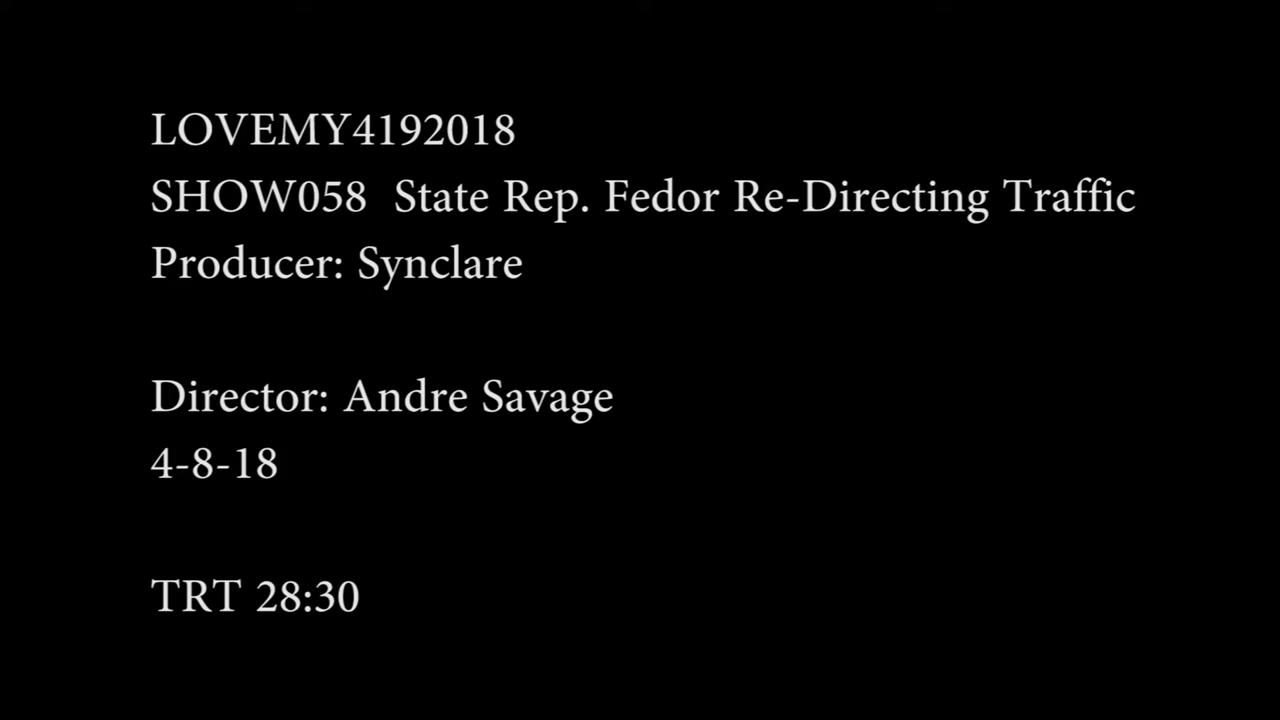 LOVEMY4192018
SHOW058  State Rep. Fedor Re-Directing Traffic
Producer: Synclare
Director: Andre Savage
4-8-18
TRT 28:30